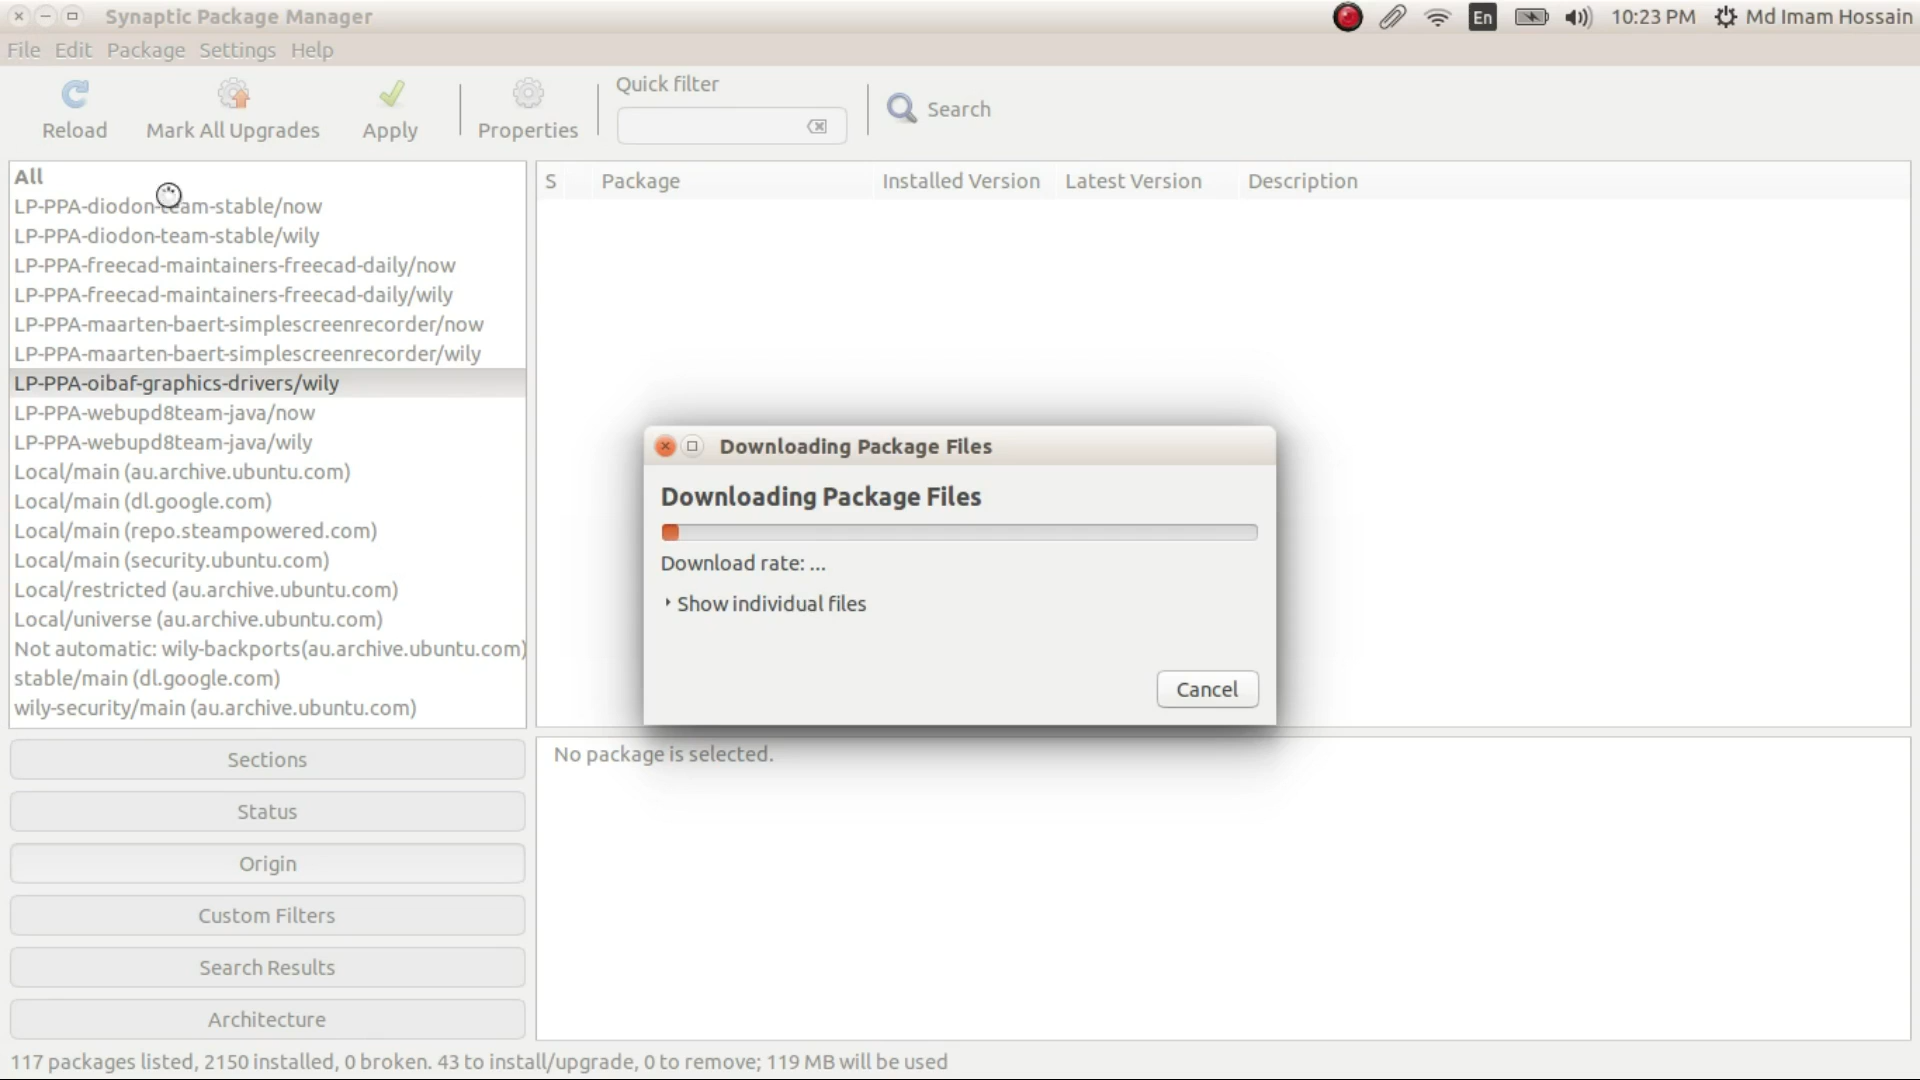 Synaptic Package Manager
En
10:23 PM
Md Imam Hossain
File Edit Package Settings Help
Reload
Mark All Upgrades
Apply
Properties
Quick filter
Search
All
LP-PPA-diodon-team-stable/now
LP-PPA-diodon-team-stable/wily
LP-PPA-freecad-maintainers-freecad-daily/now
LP-PPA-freecad-maintainers-freecad-daily/wily
LP-PPA-maarten-baert-simplescreenrecorder/now
LP-PPA-maarten-baert-simplescreenrecorder/wily
LP-PPA-oibaf-graphics-drivers/wily
LP-PPA-webupd8team-java/now
LP-PPA-webupd8team-java/wily
Local/main (au.archive.ubuntu.com)
Local/main (dl.google.com)
Local/main (repo.steampowered.com)
Local/main (security.ubuntu.com)
Local/restricted (au.archive.ubuntu.com)
Local/universe (au.archive.ubuntu.com)
Not automatic: wily-backports(au.archive.ubuntu.com)
stable/main (dl.google.com)
wily-security/main (au.archive.ubuntu.com)
Sections
Status
Origin
Custom Filters
Search Results
Architecture
S Package Installed Version Latest Version Description
Downloading Package Files
Downloading Package Files
Download rate: ...
Show individual files
Cancel
No package is selected.
117 packages listed, 2150 installed, 0 broken. 43 to install/upgrade, 0 to remove; 119 MB will be used